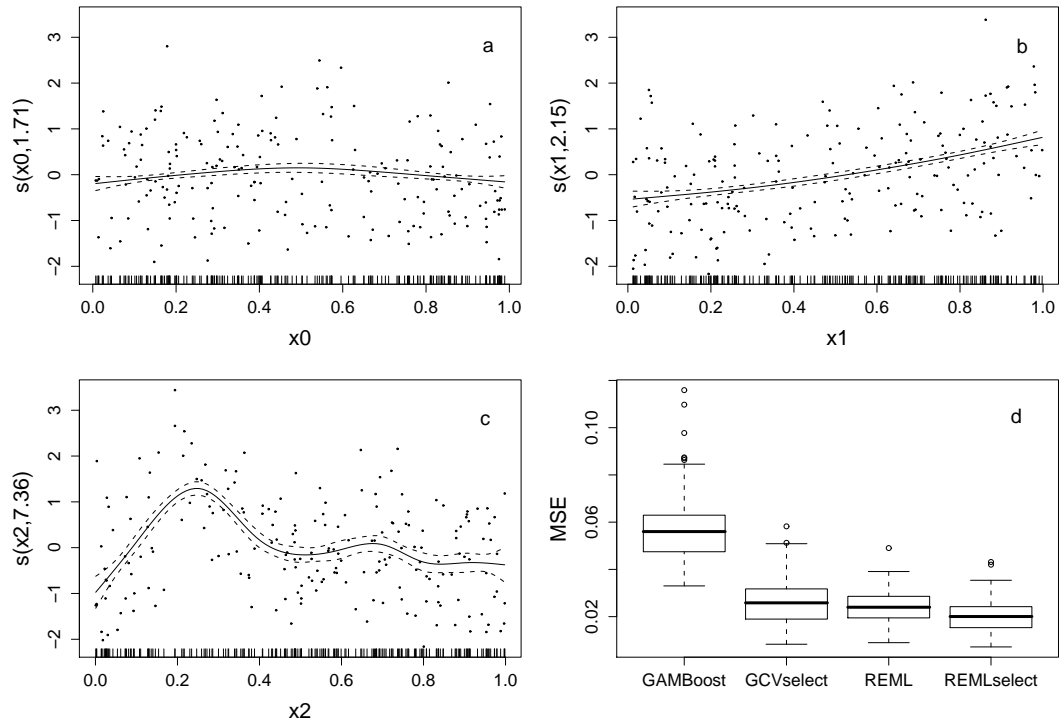 a
s(x0,1.71)
3
2
1
0
−1
−2
0.0 0.2 0.4 0.6 0.8 1.0
x0
b
s(x1,2.15)
3
2
1
0
−1
−2
0.0 0.2 0.4 0.6 0.8 1.0
x1
c
s(x2,7.36)
3
2
1
0
−1
−2
0.0 0.2 0.4 0.6 0.8 1.0
x2
d
MSE
0.10
0.06
0.02
GAMBoost GCVselect REML REMLselect